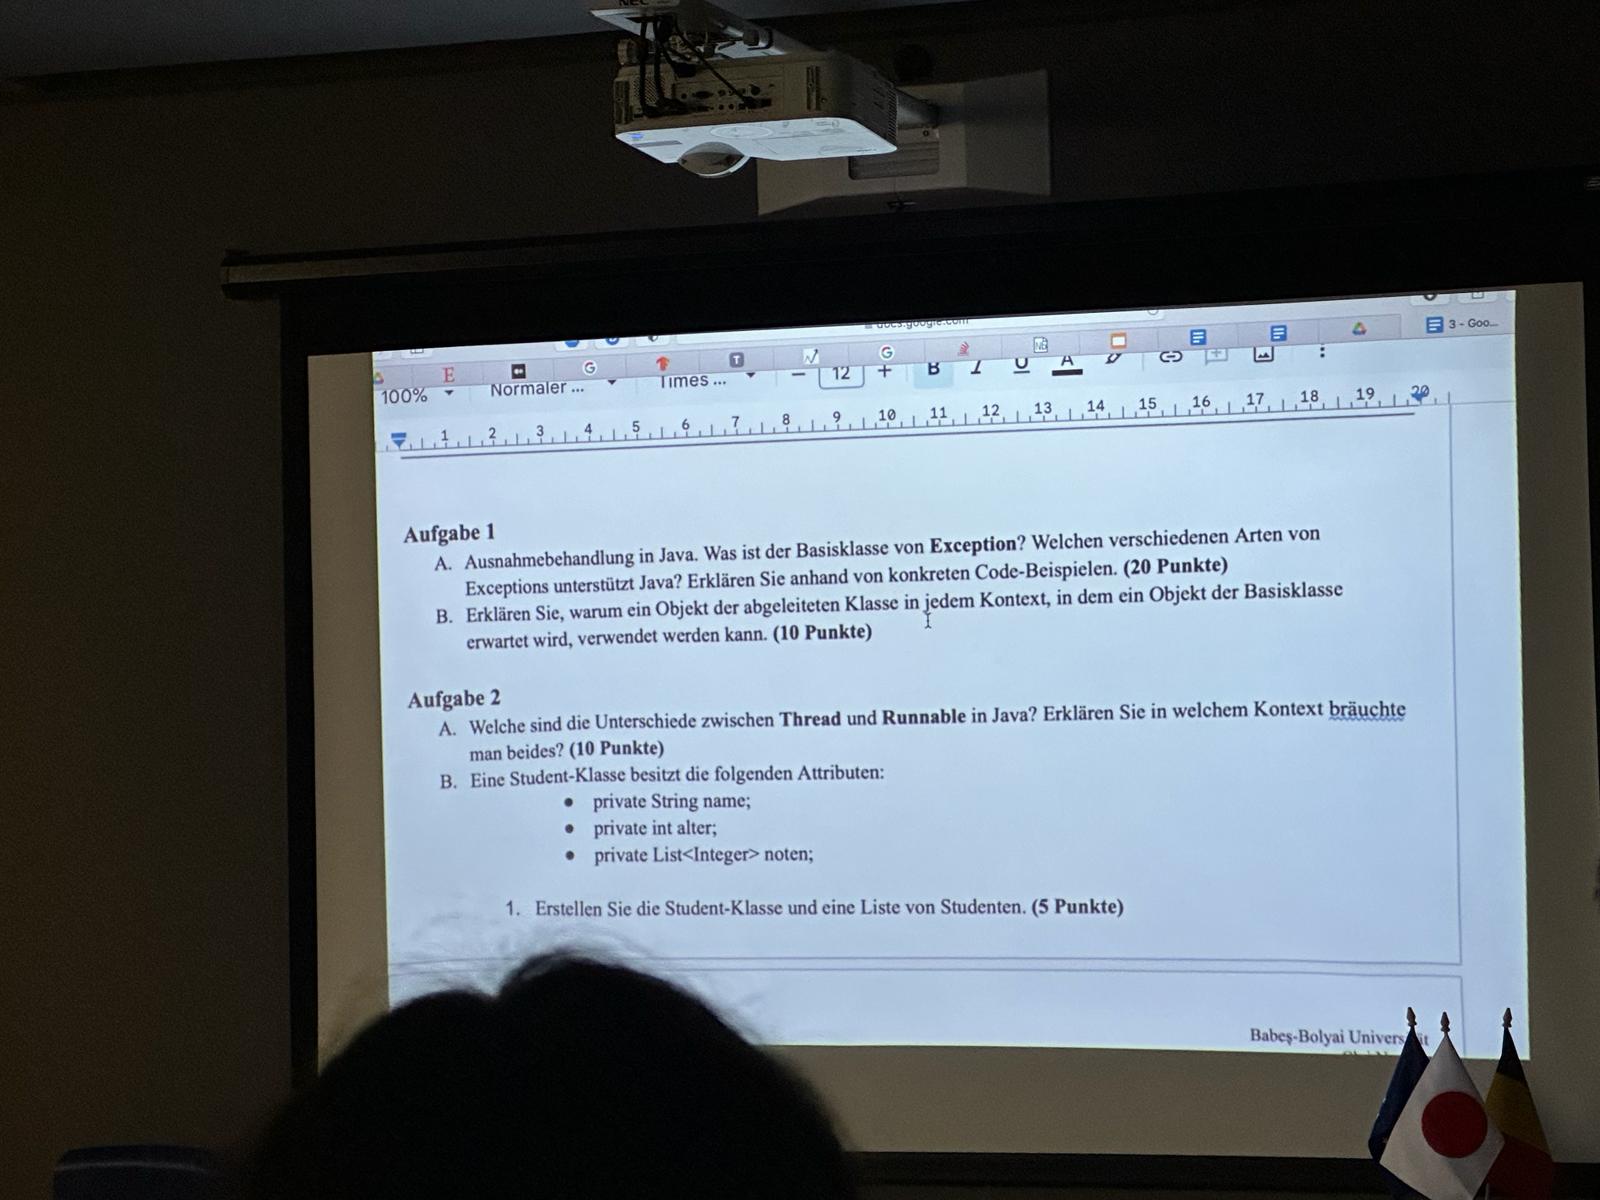 NEC
docs.google.com
3 - Goo...
E
G
T
G
100%
Normaler ...
Times ...
12
B
I
U
A
1 2 3 4 5 6 7 8 9 10 11 12 13 14 15 16 17 18 19 20
Aufgabe 1
A. Ausnahmebehandlung in Java. Was ist der Basisklasse von Exception? Welchen verschiedenen Arten von
Exceptions unterstützt Java? Erklären Sie anhand von konkreten Code-Beispielen. (20 Punkte)
B. Erklären Sie, warum ein Objekt der abgeleiteten Klasse in jedem Kontext, in dem ein Objekt der Basisklasse
erwartet wird, verwendet werden kann. (10 Punkte)
Aufgabe 2
A. Welche sind die Unterschiede zwischen Thread und Runnable in Java? Erklären Sie in welchem Kontext bräuchte
man beides? (10 Punkte)
B. Eine Student-Klasse besitzt die folgenden Attributen:
• private String name;
• private int alter;
• private List<Integer> noten;
1. Erstellen Sie die Student-Klasse und eine Liste von Studenten. (5 Punkte)
Babeș-Bolyai Universität